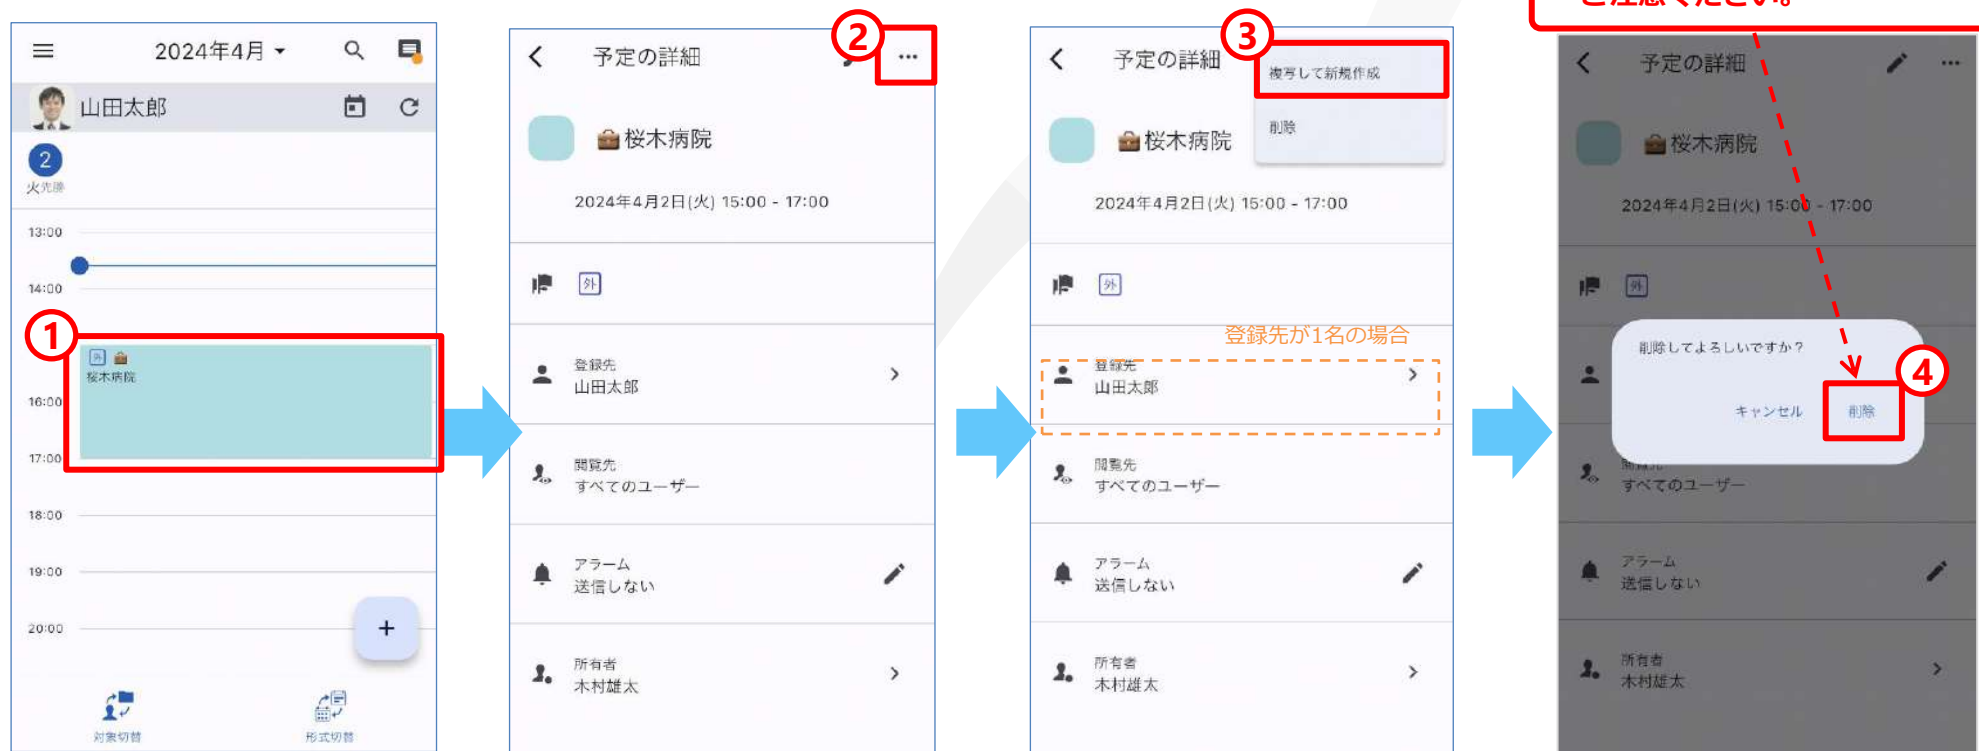 ご注意ください。
2024年4月
山田太郎
2
火 先勝
13:00
14:00
①
外
桜木病院
16:00
17:00
18:00
19:00
20:00
+
対象切替
形式切替
②
予定の詳細
桜木病院
2024年4月2日(火) 15:00 - 17:00
外
登録先
山田太郎
閲覧先
すべてのユーザー
アラーム
送信しない
所有者
木村雄太
③
予定の詳細
複写して新規作成
削除
桜木病院
2024年4月2日(火) 15:00 - 17:00
外
登録先が1名の場合
登録先
山田太郎
閲覧先
すべてのユーザー
アラーム
送信しない
所有者
木村雄太
予定の詳細
桜木病院
2024年4月2日(火) 15:00 - 17:00
外
削除してよろしいですか？
④
キャンセル
削除
すべてのユーザー
アラーム
送信しない
所有者
木村雄太